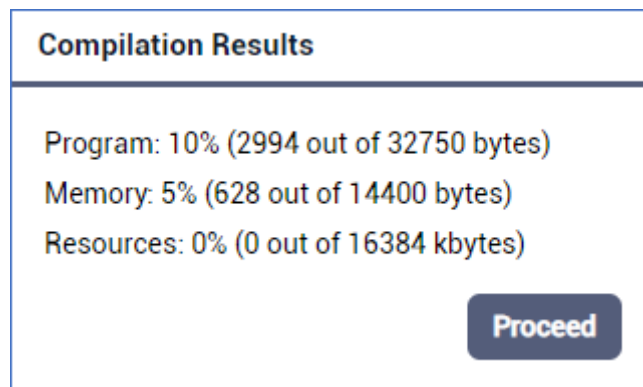 Compilation Results
Program: 10% (2994 out of 32750 bytes)
Memory: 5% (628 out of 14400 bytes)
Resources: 0% (0 out of 16384 kbytes)
Proceed